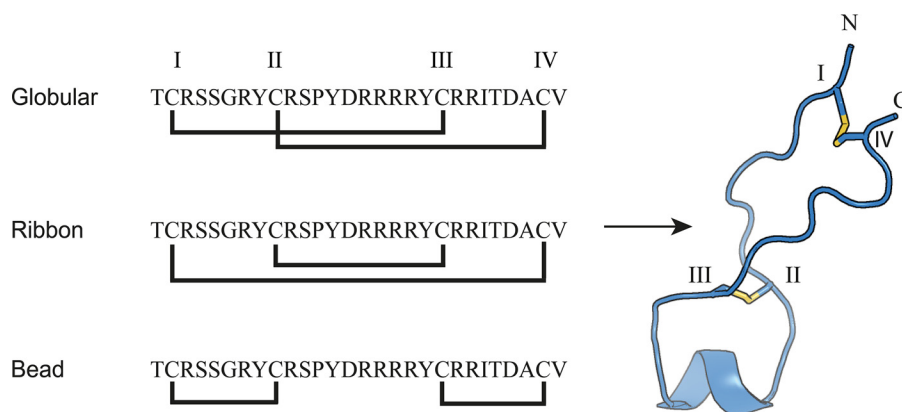 I II III IV
Globular TCRSSGRYCRSPYDRRRRYCRRITDACV
Ribbon TCRSSGRYCRSPYDRRRRYCRRITDACV
Bead TCRSSGRYCRSPYDRRRRYCRRITDACV
N
I
C
IV
III II